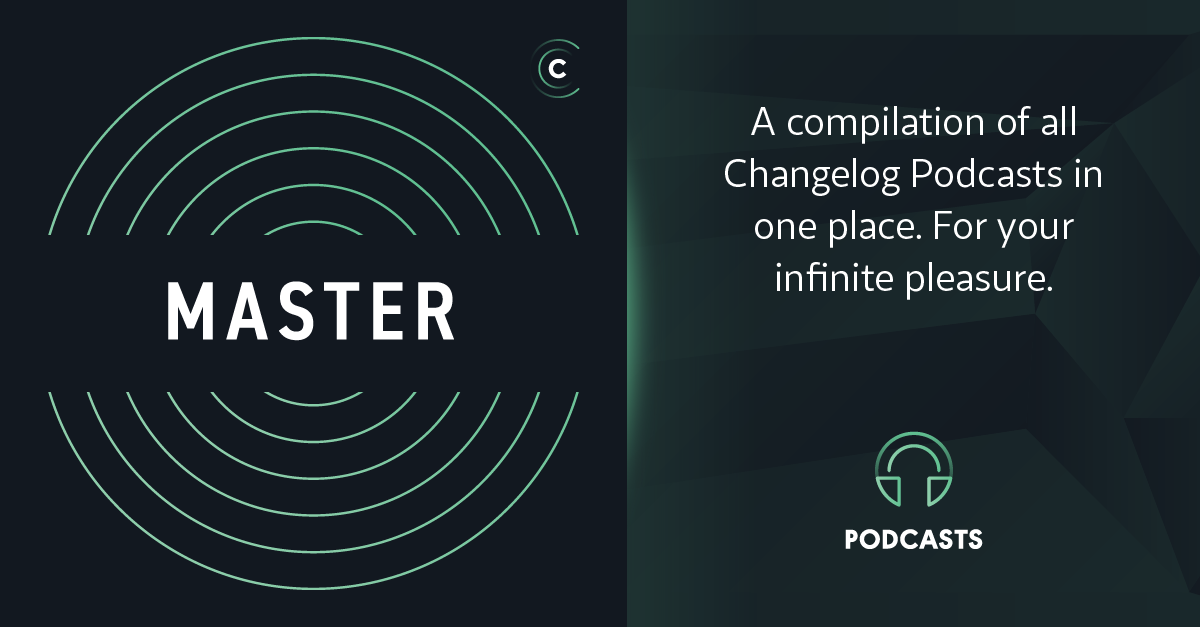 C
MASTER
A compilation of all
Changelog Podcasts in
one place. For your
infinite pleasure.
PODCASTS